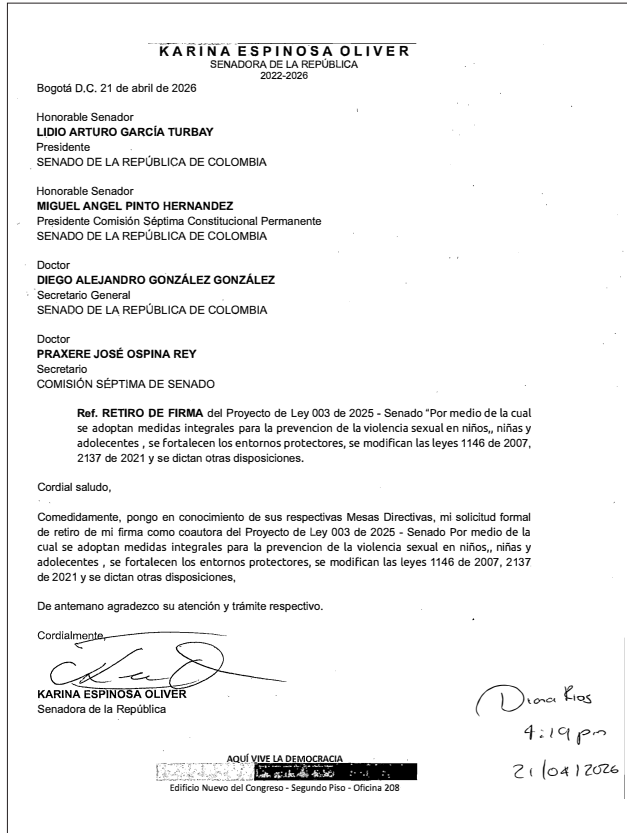 KARINA ESPINOSA OLIVER
SENADORA DE LA REPÚBLICA
2022-2026
Bogotá D.C. 21 de abril de 2026
Honorable Senador
LIDIO ARTURO GARCÍA TURBAY
Presidente
SENADO DE LA REPÚBLICA DE COLOMBIA
Honorable Senador
MIGUEL ANGEL PINTO HERNANDEZ
Presidente Comisión Séptima Constitucional Permanente
SENADO DE LA REPÚBLICA DE COLOMBIA
Doctor
DIEGO ALEJANDRO GONZÁLEZ GONZÁLEZ
Secretario General
SENADO DE LA REPÚBLICA DE COLOMBIA
Doctor
PRAXERE JOSÉ OSPINA REY
Secretario
COMISIÓN SÉPTIMA DE SENADO
Ref. RETIRO DE FIRMA del Proyecto de Ley 003 de 2025 - Senado "Por medio de la cual
se adoptan medidas integrales para la prevencion de la violencia sexual en niños,, niñas y
adolecentes , se fortalecen los entornos protectores, se modifican las leyes 1146 de 2007,
2137 de 2021 y se dictan otras disposiciones.
Cordial saludo,
Comedidamente, pongo en conocimiento de sus respectivas Mesas Directivas, mi solicitud formal
de retiro de mi firma como coautora del Proyecto de Ley 003 de 2025 - Senado Por medio de la
cual se adoptan medidas integrales para la prevencion de la violencia sexual en niños,, niñas y
adolecentes , se fortalecen los entornos protectores, se modifican las leyes 1146 de 2007, 2137
de 2021 y se dictan otras disposiciones,
De antemano agradezco su atención y trámite respectivo.
Cordialmente,
KARINA ESPINOSA OLIVER
Senadora de la República
Diana Rios
4:19 pm
21/04/2026
AQUÍ VIVE LA DEMOCRACIA
Edificio Nuevo del Congreso - Segundo Piso - Oficina 208